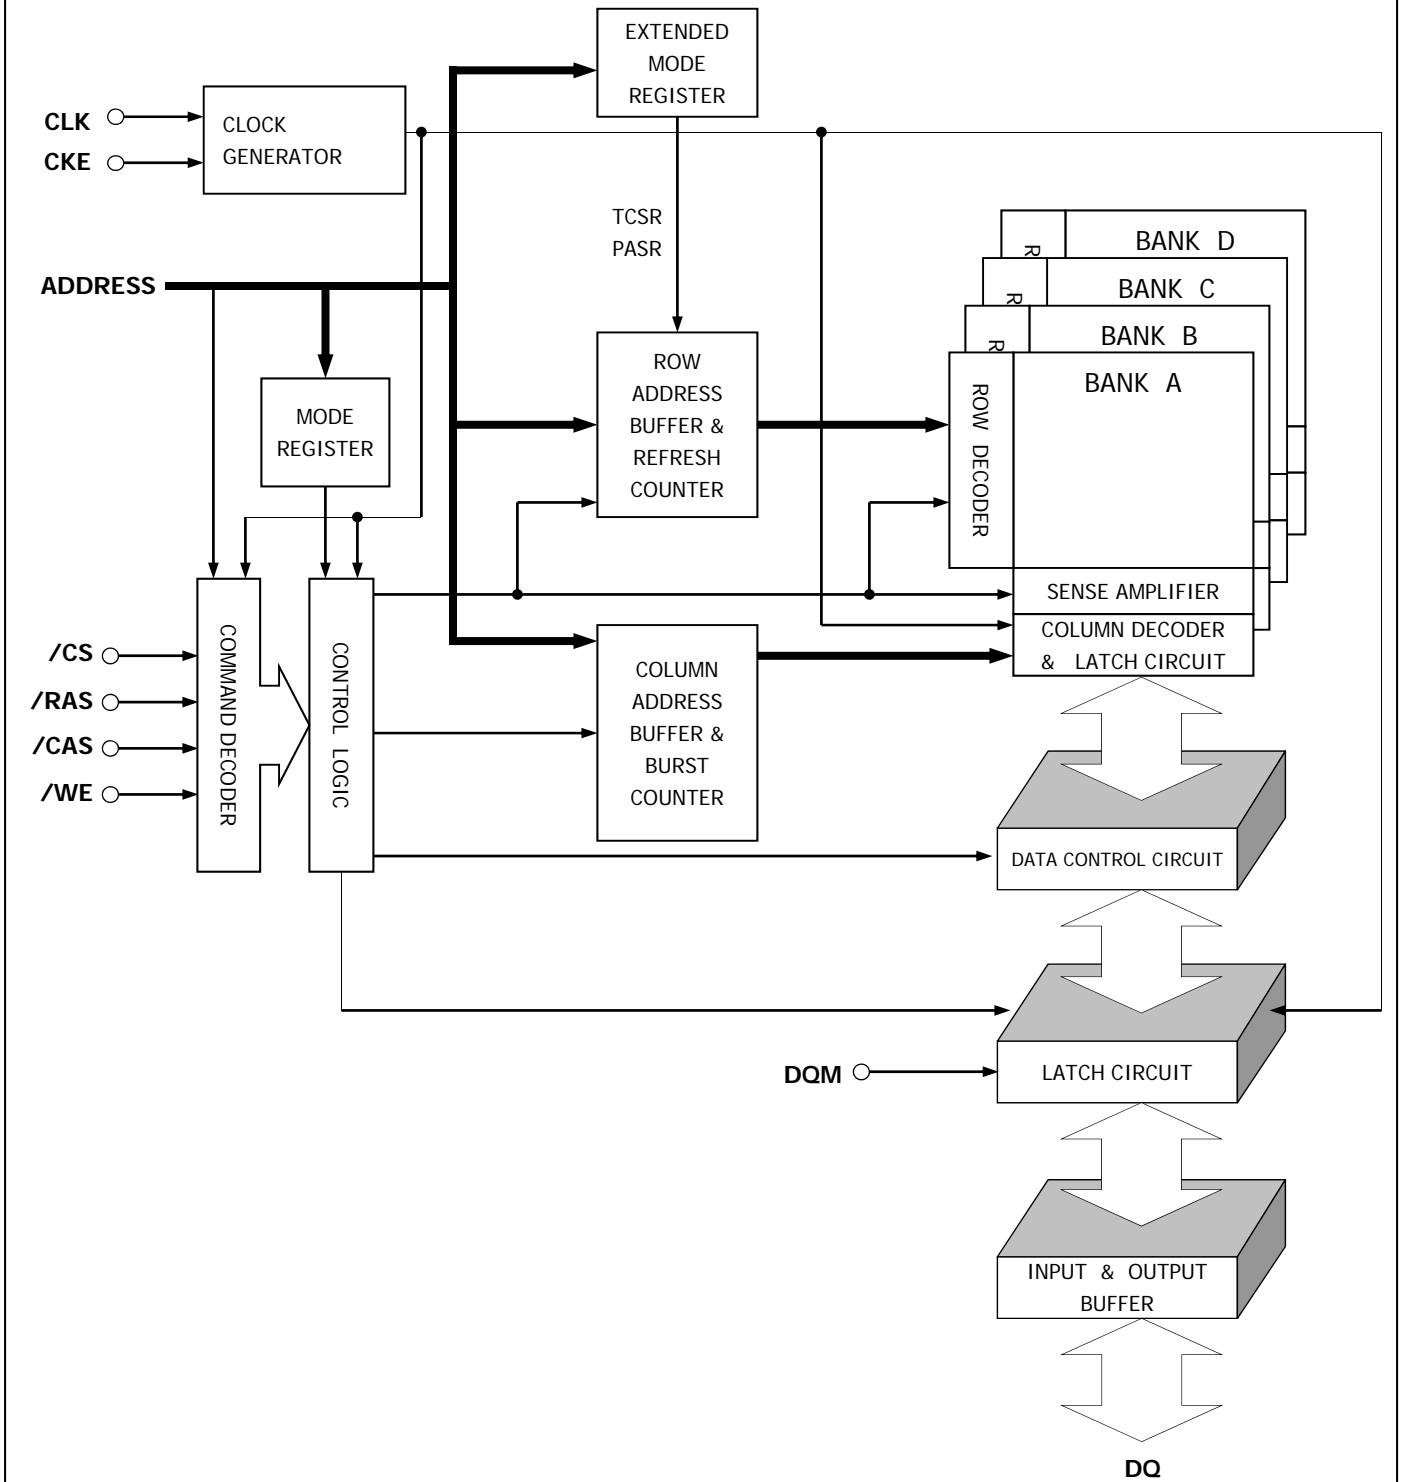 EXTENDED
MODE
REGISTER
CLK
CKE
CLOCK
GENERATOR
TCSR
PASR
ADDRESS
R
BANK D
R
BANK C
R
BANK B
BANK A
ROW DECODER
ROW
ADDRESS
BUFFER &
REFRESH
COUNTER
MODE
REGISTER
SENSE AMPLIFIER
COLUMN DECODER
& LATCH CIRCUIT
/CS
/RAS
/CAS
/WE
COMMAND DECODER
CONTROL LOGIC
COLUMN
ADDRESS
BUFFER &
BURST
COUNTER
DATA CONTROL CIRCUIT
DQM
LATCH CIRCUIT
INPUT & OUTPUT
BUFFER
DQ